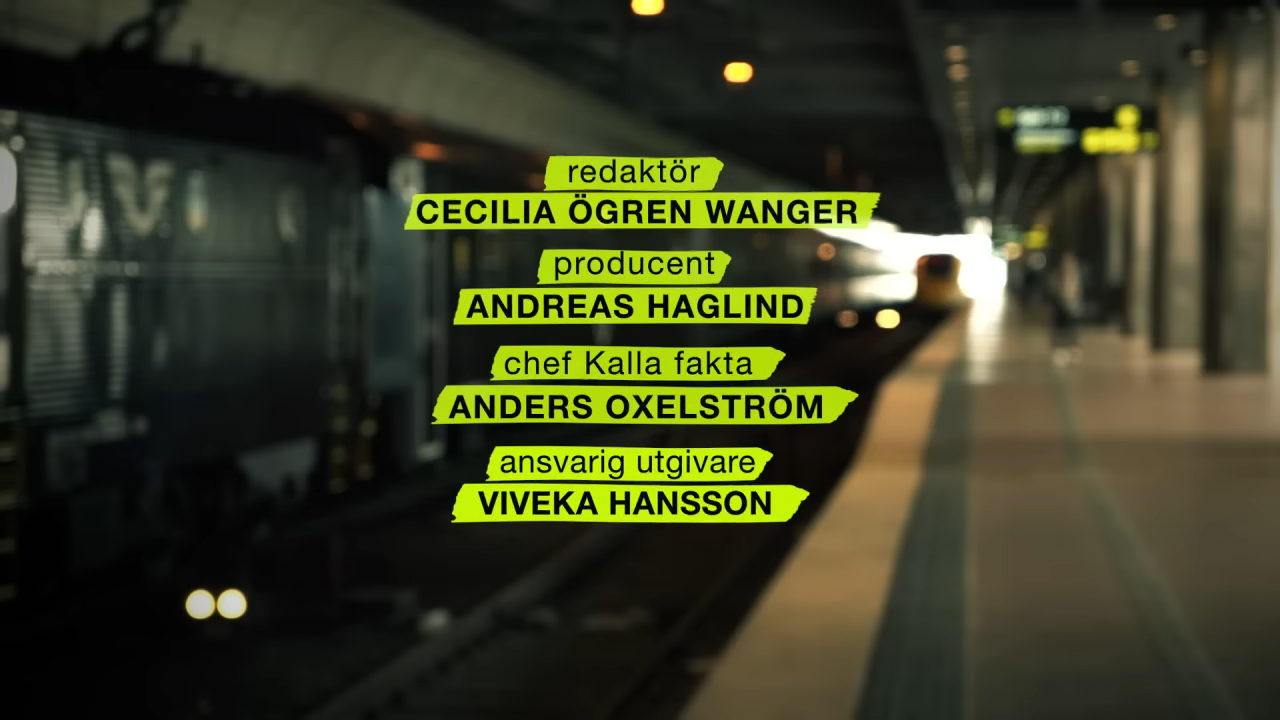 redaktör
CECILIA ÖGREN WANGER
producent
ANDREAS HAGLIND
chef Kalla fakta
ANDERS OXELSTRÖM
ansvarig utgivare
VIVEKA HANSSON